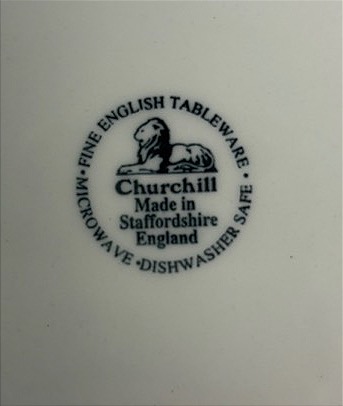 • FINE ENGLISH TABLEWARE •
Churchill
Made in
Staffordshire
England
MICROWAVE • DISHWASHER SAFE